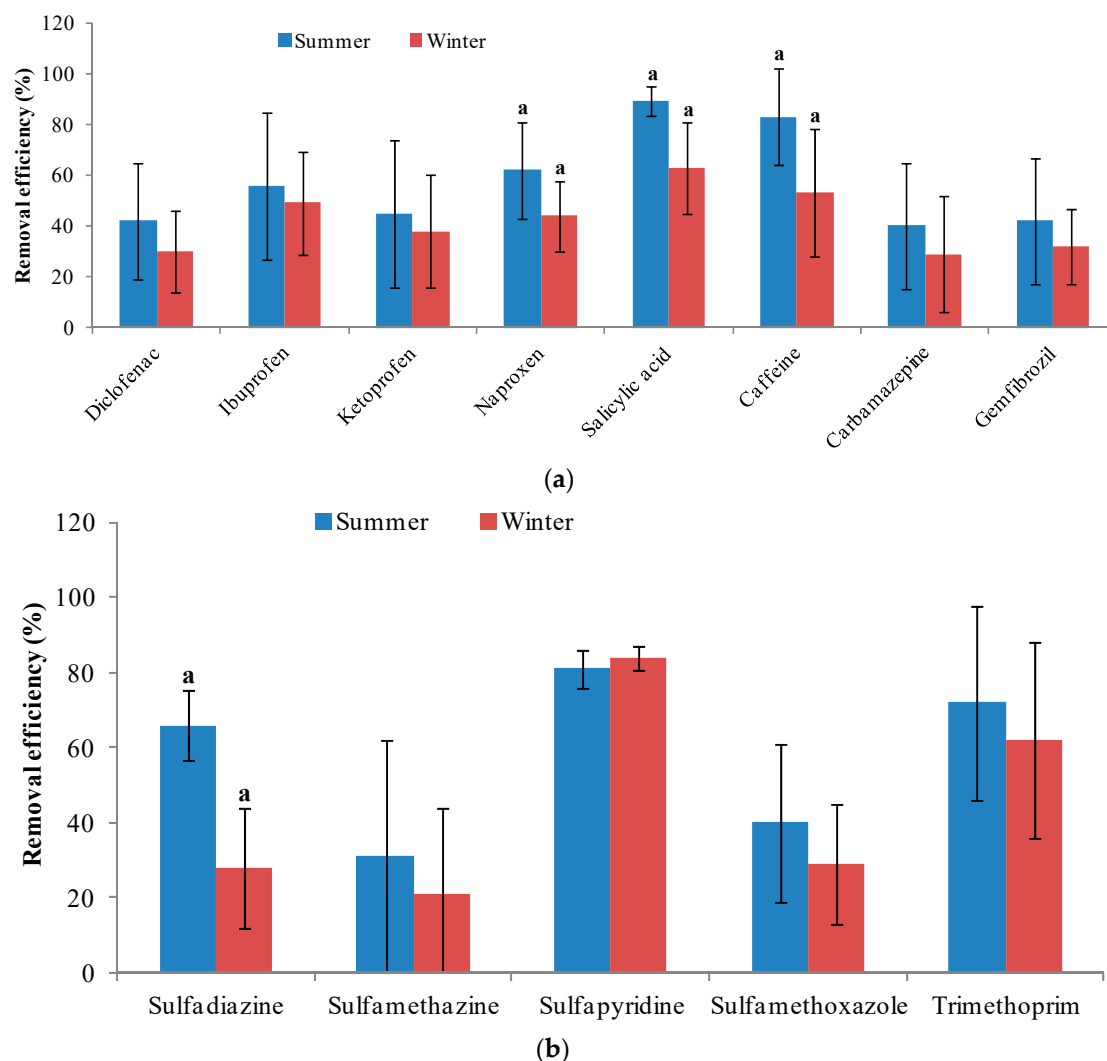 Removal efficiency (%)
120
100
80
60
40
20
0
Summer Winter
a a a a a a
Diclofenac Ibuprofen Ketoprofen Naproxen Salicylic acid Caffeine Carbamazepine Gemfibrozil
(a)
Removal efficiency (%)
120
100
80
60
40
20
0
Summer Winter
a a
Sulfadiazine Sulfamethazine Sulfapyridine Sulfamethoxazole Trimethoprim
(b)